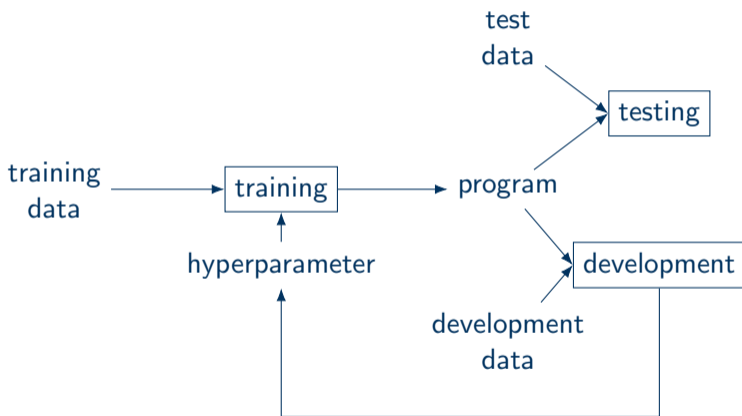 test
data
testing
training
data
training
program
hyperparameter
development
development
data